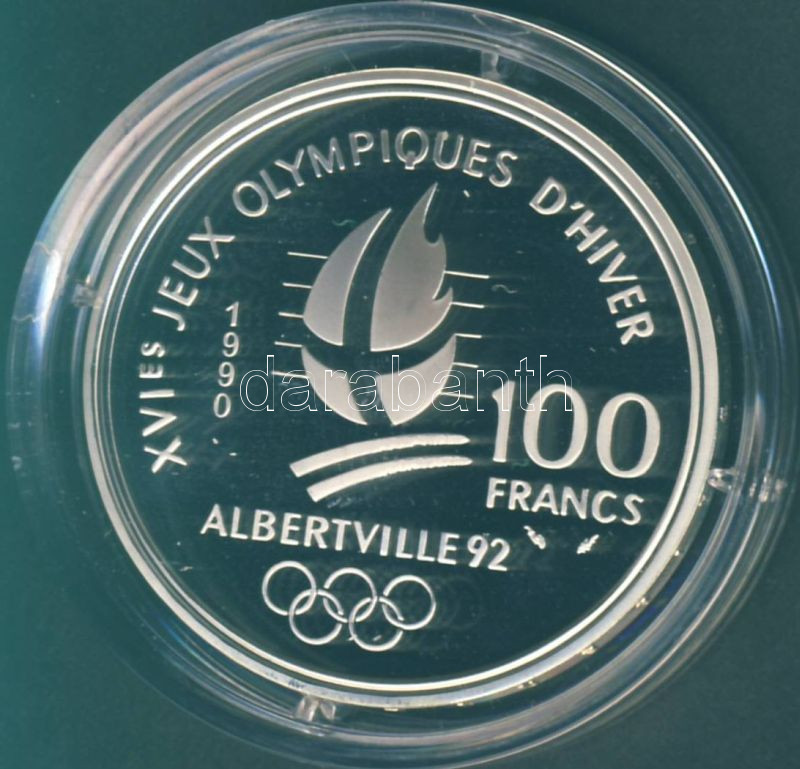 XVIES JEUX OLYMPIQUES D'HIVER
1990
darabanth
100
FRANCS
ALBERTVILLE 92